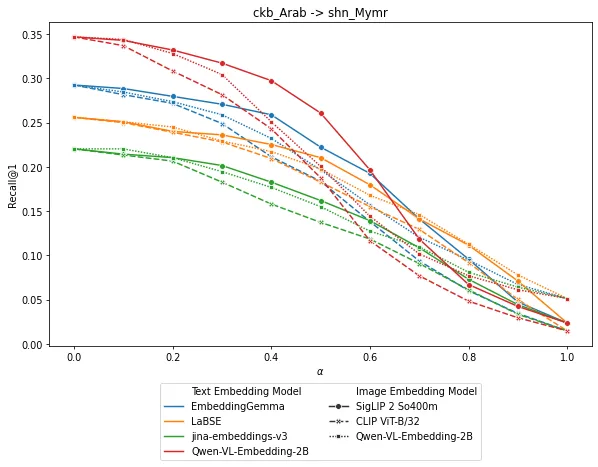 ckb_Arab -> shn_Mymr
Recall@1
0.35
0.30
0.25
0.20
0.15
0.10
0.05
0.00
0.0 0.2 0.4 0.6 0.8 1.0
α
Text Embedding Model
EmbeddingGemma
LaBSE
jina-embeddings-v3
Qwen-VL-Embedding-2B
Image Embedding Model
SigLIP 2 So400m
CLIP ViT-B/32
Qwen-VL-Embedding-2B